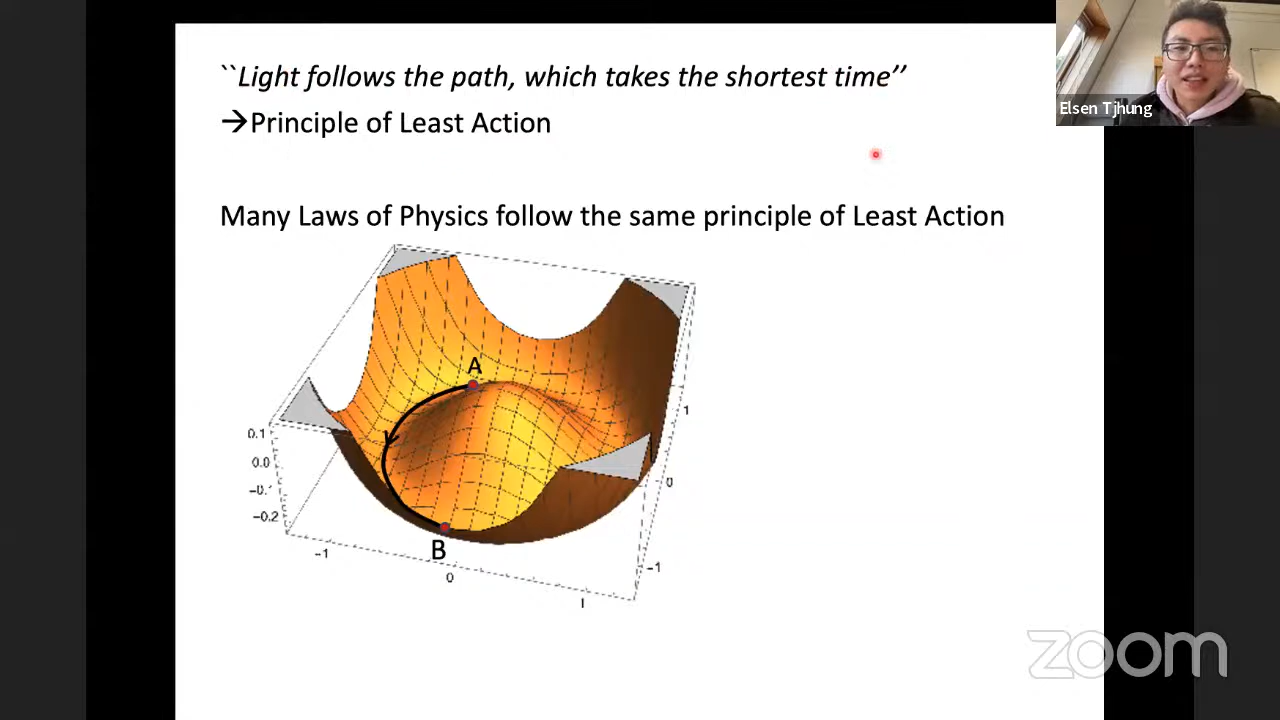 ``Light follows the path, which takes the shortest time’’
→Principle of Least Action
Elsen Tjhung
Many Laws of Physics follow the same principle of Least Action
A
B
0.1
0.0
-0.2
-1
0
1
-1
0
1
zoom